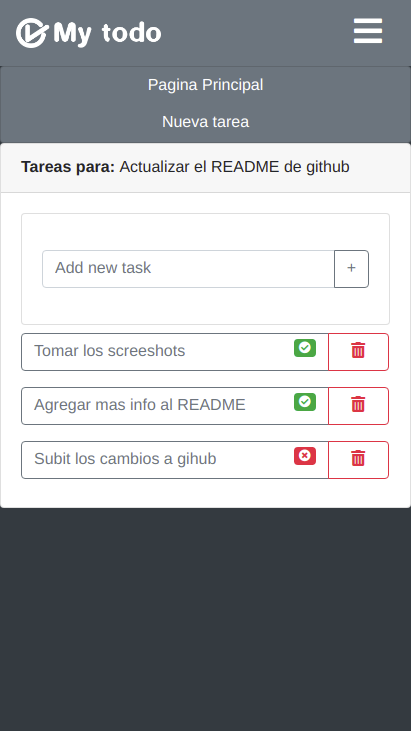 My todo
Pagina Principal
Nueva tarea
Tareas para: Actualizar el README de github
Add new task
+
Tomar los screeshots
Agregar mas info al README
Subit los cambios a gihub